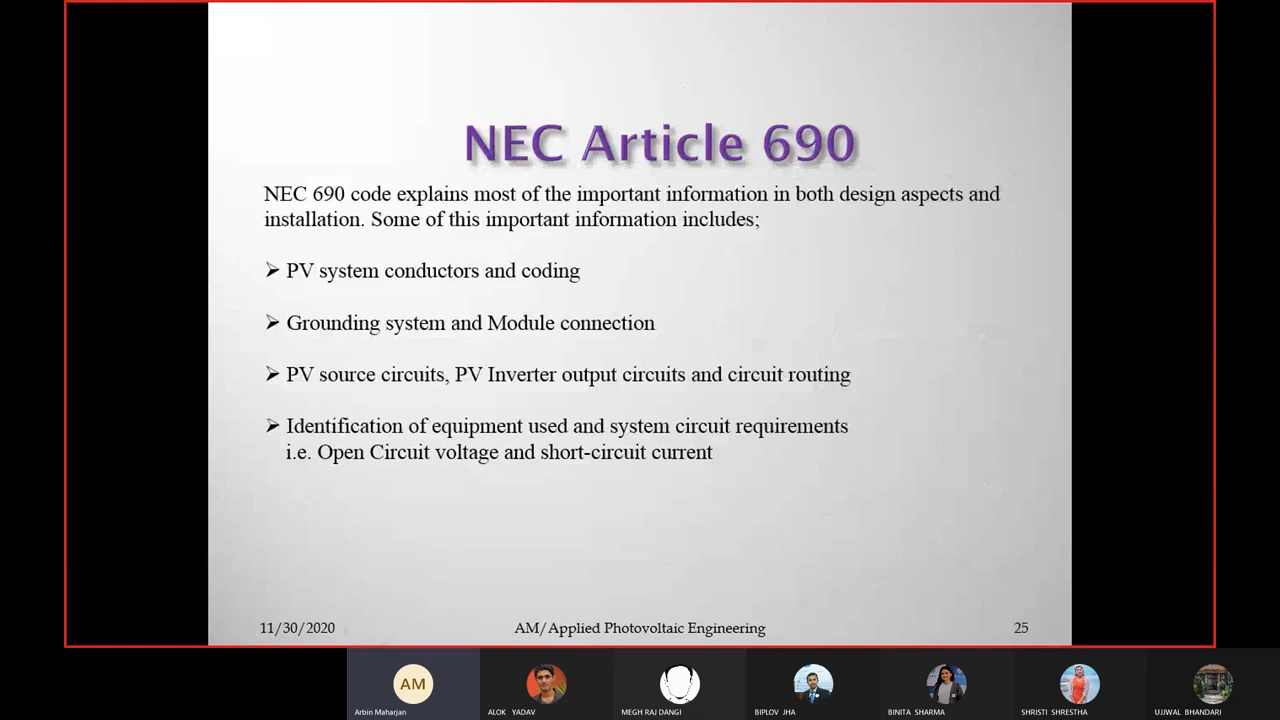 NEC Article 690
NEC 690 code explains most of the important information in both design aspects and
installation. Some of this important information includes;
➢ PV system conductors and coding
➢ Grounding system and Module connection
➢ PV source circuits, PV Inverter output circuits and circuit routing
➢ Identification of equipment used and system circuit requirements
i.e. Open Circuit voltage and short-circuit current
11/30/2020 AM/Applied Photovoltaic Engineering 25
AM
Arbin Maharjan ALOK YADAV MEGH RAJ DANGI BIPLOV JHA BINITA SHARMA SHRISTI SHRESTHA UJJWAL BHANDARI